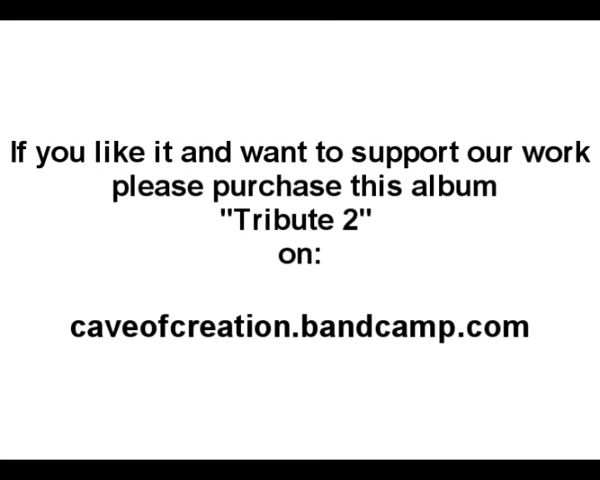 If you like it and want to support our work
please purchase this album
"Tribute 2"
on:
caveofcreation.bandcamp.com